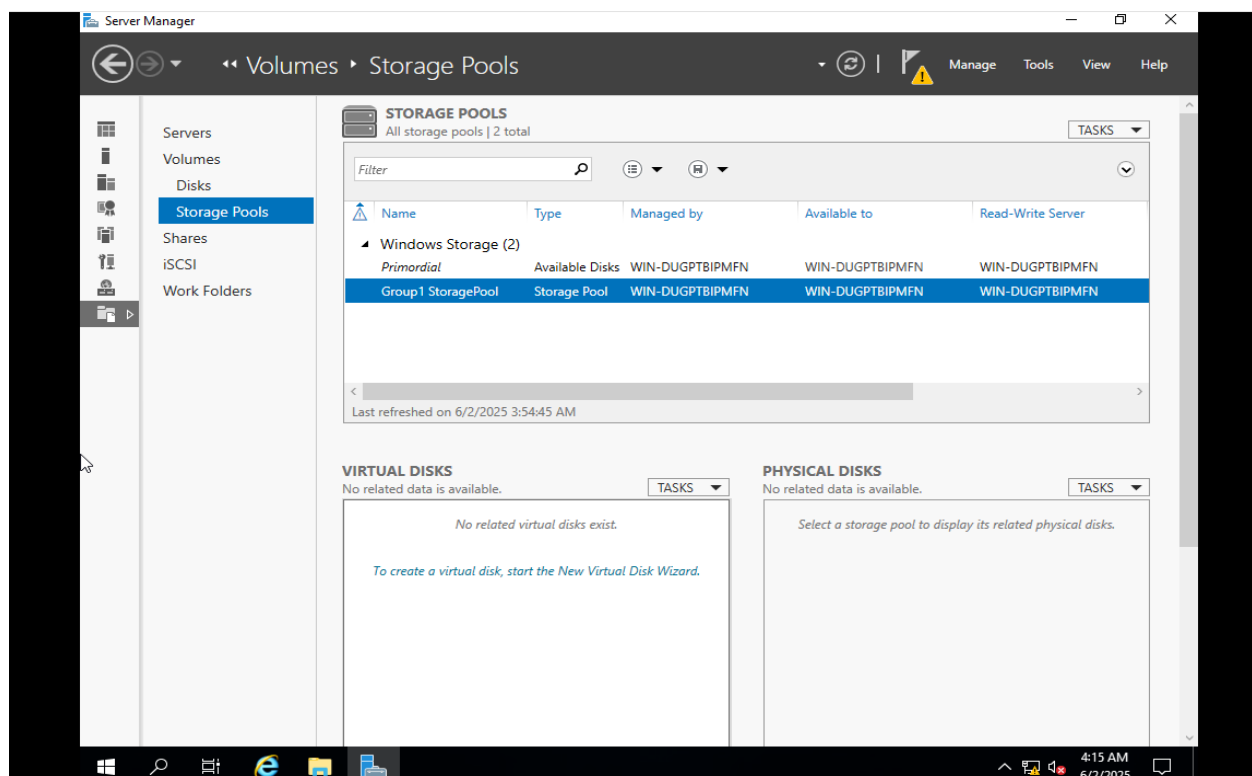 Server Manager
Volumes Storage Pools
Manage Tools View Help
Servers
Volumes
Disks
Storage Pools
Shares
iSCSI
Work Folders
STORAGE POOLS
All storage pools | 2 total
TASKS
Filter
Name Type Managed by Available to Read-Write Server
Windows Storage (2)
Primordial Available Disks WIN-DUGPTBIPMFN WIN-DUGPTBIPMFN WIN-DUGPTBIPMFN
Group1 StoragePool Storage Pool WIN-DUGPTBIPMFN WIN-DUGPTBIPMFN WIN-DUGPTBIPMFN
Last refreshed on 6/2/2025 3:54:45 AM
VIRTUAL DISKS
No related data is available.
TASKS
No related virtual disks exist.
To create a virtual disk, start the New Virtual Disk Wizard.
PHYSICAL DISKS
No related data is available.
TASKS
Select a storage pool to display its related physical disks.
4:15 AM
6/2/2025